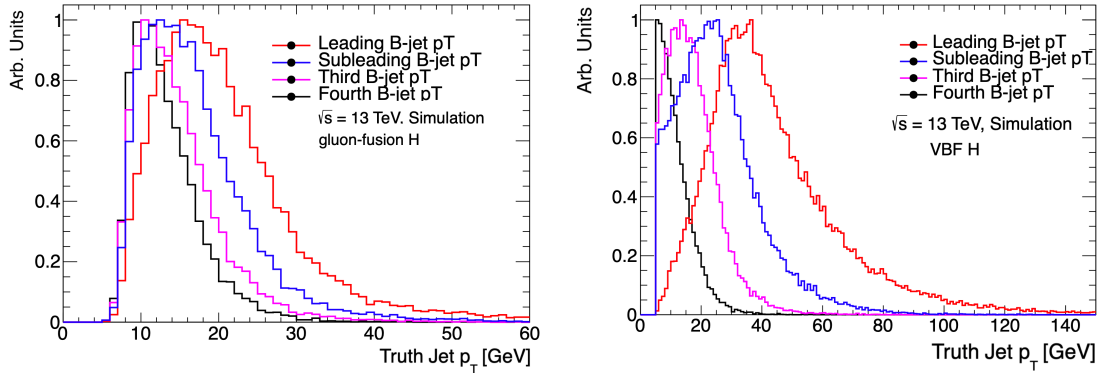 Arb. Units
1
0.8
0.6
0.4
0.2
0
Leading B-jet pT
Subleading B-jet pT
Third B-jet pT
Fourth B-jet pT
√s = 13 TeV. Simulation
gluon-fusion H
0 10 20 30 40 50 60
Truth Jet p_T [GeV]
Arb. Units
1
0.8
0.6
0.4
0.2
0
Leading B-jet pT
Subleading B-jet pT
Third B-jet pT
Fourth B-jet pT
√s = 13 TeV, Simulation
VBF H
0 20 40 60 80 100 120 140
Truth Jet p_T [GeV]